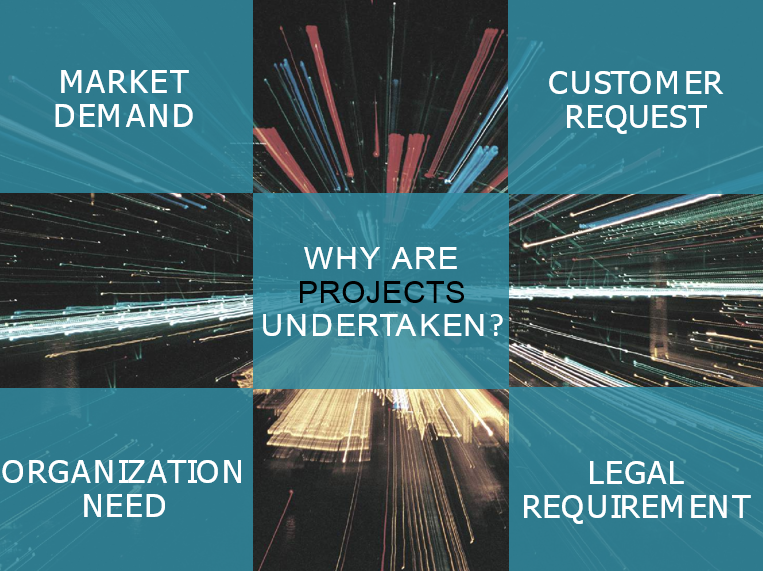 MARKET
DEMAND
CUSTOMER
REQUEST
WHY ARE
PROJECTS
UNDERTAKEN?
ORGANIZATION
NEED
LEGAL
REQUIREMENT